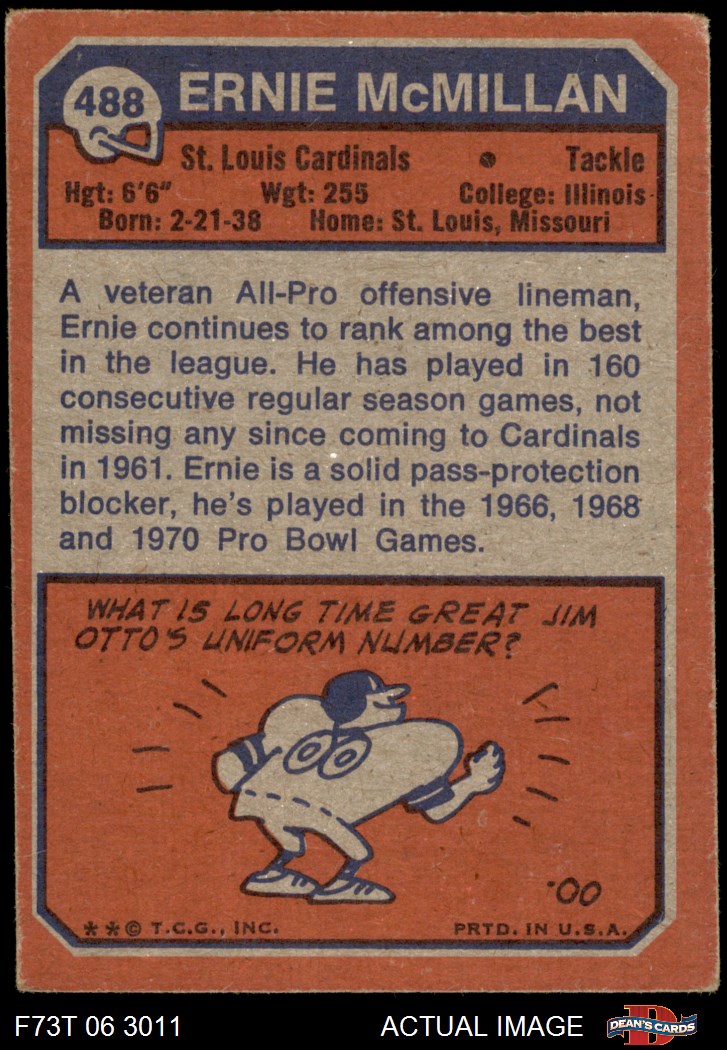 488
ERNIE McMILLAN
St. Louis Cardinals • Tackle
Hgt: 6'6" Wgt: 255 College: Illinois
Born: 2-21-38 Home: St. Louis, Missouri
A veteran All-Pro offensive lineman,
Ernie continues to rank among the best
in the league. He has played in 160
consecutive regular season games, not
missing any since coming to Cardinals
in 1961. Ernie is a solid pass-protection
blocker, he's played in the 1966, 1968
and 1970 Pro Bowl Games.
WHAT IS LONG TIME GREAT JIM
OTTO'S UNIFORM NUMBER?
OO
'OO
**© T.C.G., INC. PRTD. IN U.S.A.
F73T 06 3011 ACTUAL IMAGE DEAN'S CARDS